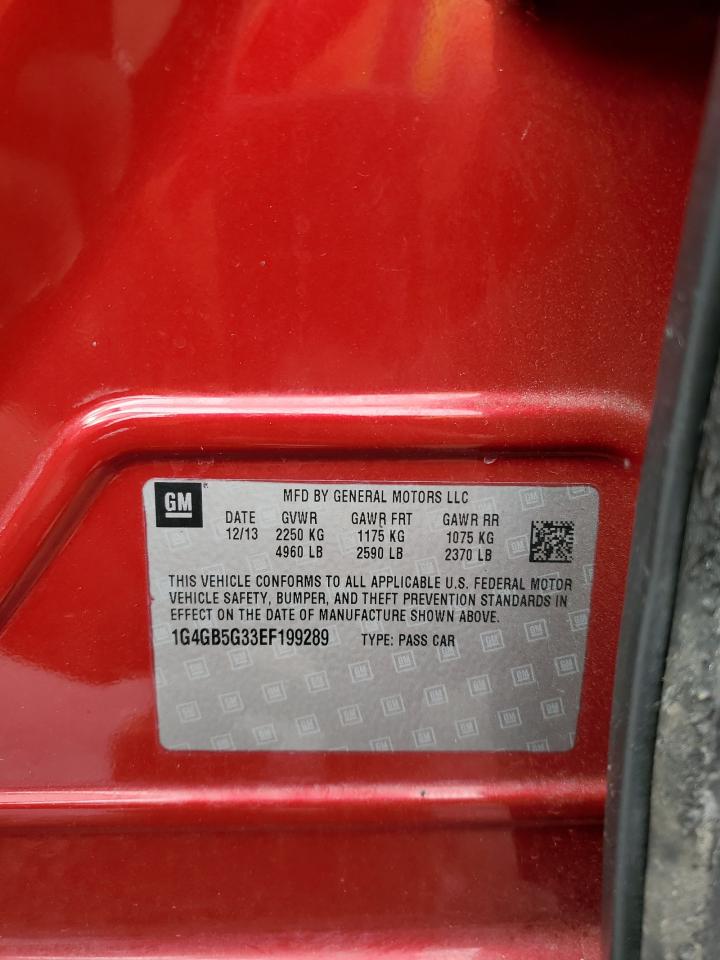 GM
MFD BY GENERAL MOTORS LLC
DATE GVWR GAWR FRT GAWR RR
12/13 2250 KG 1175 KG 1075 KG
4960 LB 2590 LB 2370 LB
THIS VEHICLE CONFORMS TO ALL APPLICABLE U.S. FEDERAL MOTOR
VEHICLE SAFETY, BUMPER, AND THEFT PREVENTION STANDARDS IN
EFFECT ON THE DATE OF MANUFACTURE SHOWN ABOVE.
1G4GB5G33EF199289 TYPE: PASS CAR